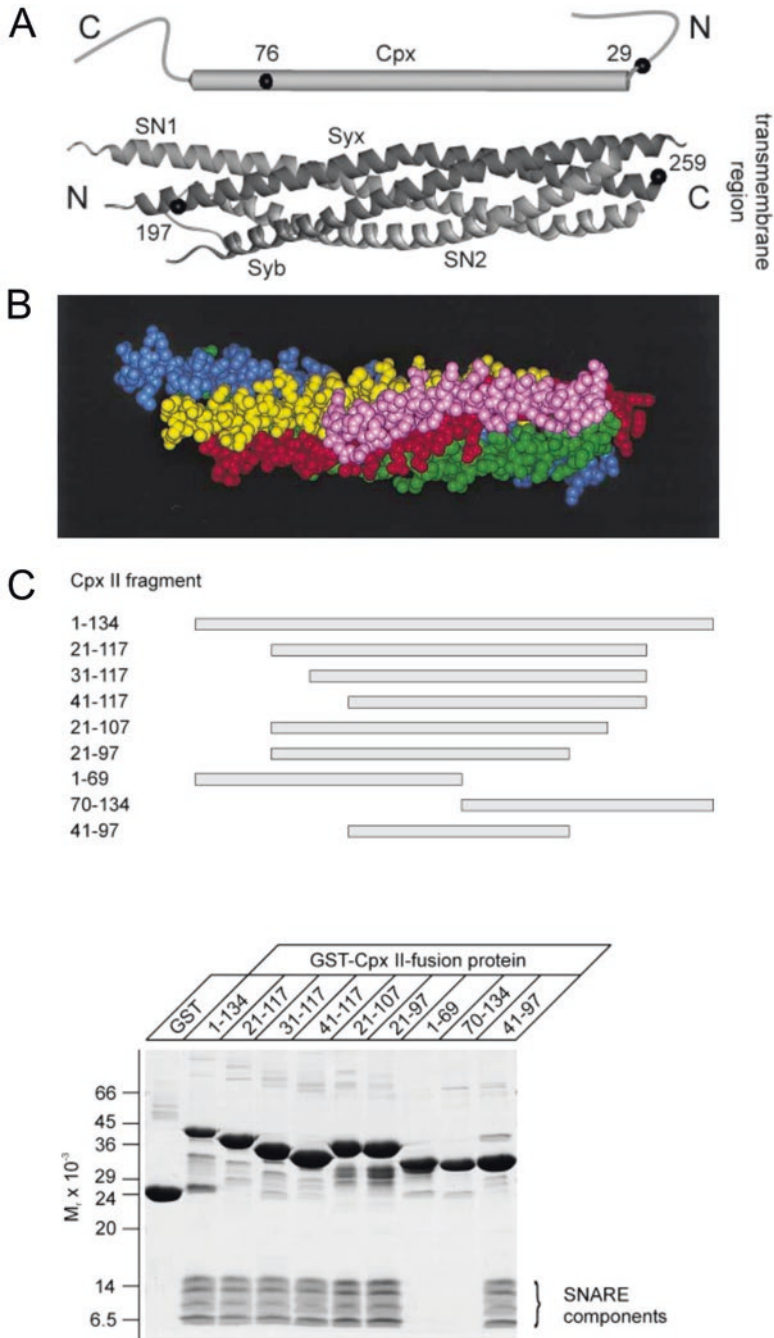 A
C
N
76
Cpx
29
SN1
Syx
259
N
C
197
Syb
SN2
transmembrane
region
B
C
Cpx II fragment
1-134
21-117
31-117
41-117
21-107
21-97
1-69
70-134
41-97
GST-Cpx II-fusion protein
GST
1-134
21-117
31-117
41-117
21-107
21-97
1-69
70-134
41-97
66
45
36
29
24
20
14
6.5
Mr x 10-3
SNARE
components